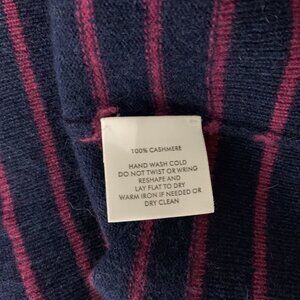 100% CASHMERE
HAND WASH COLD
DO NOT TWIST OR WRING
RESHAPE AND
LAY FLAT TO DRY
WARM IRON IF NEEDED OR
DRY CLEAN